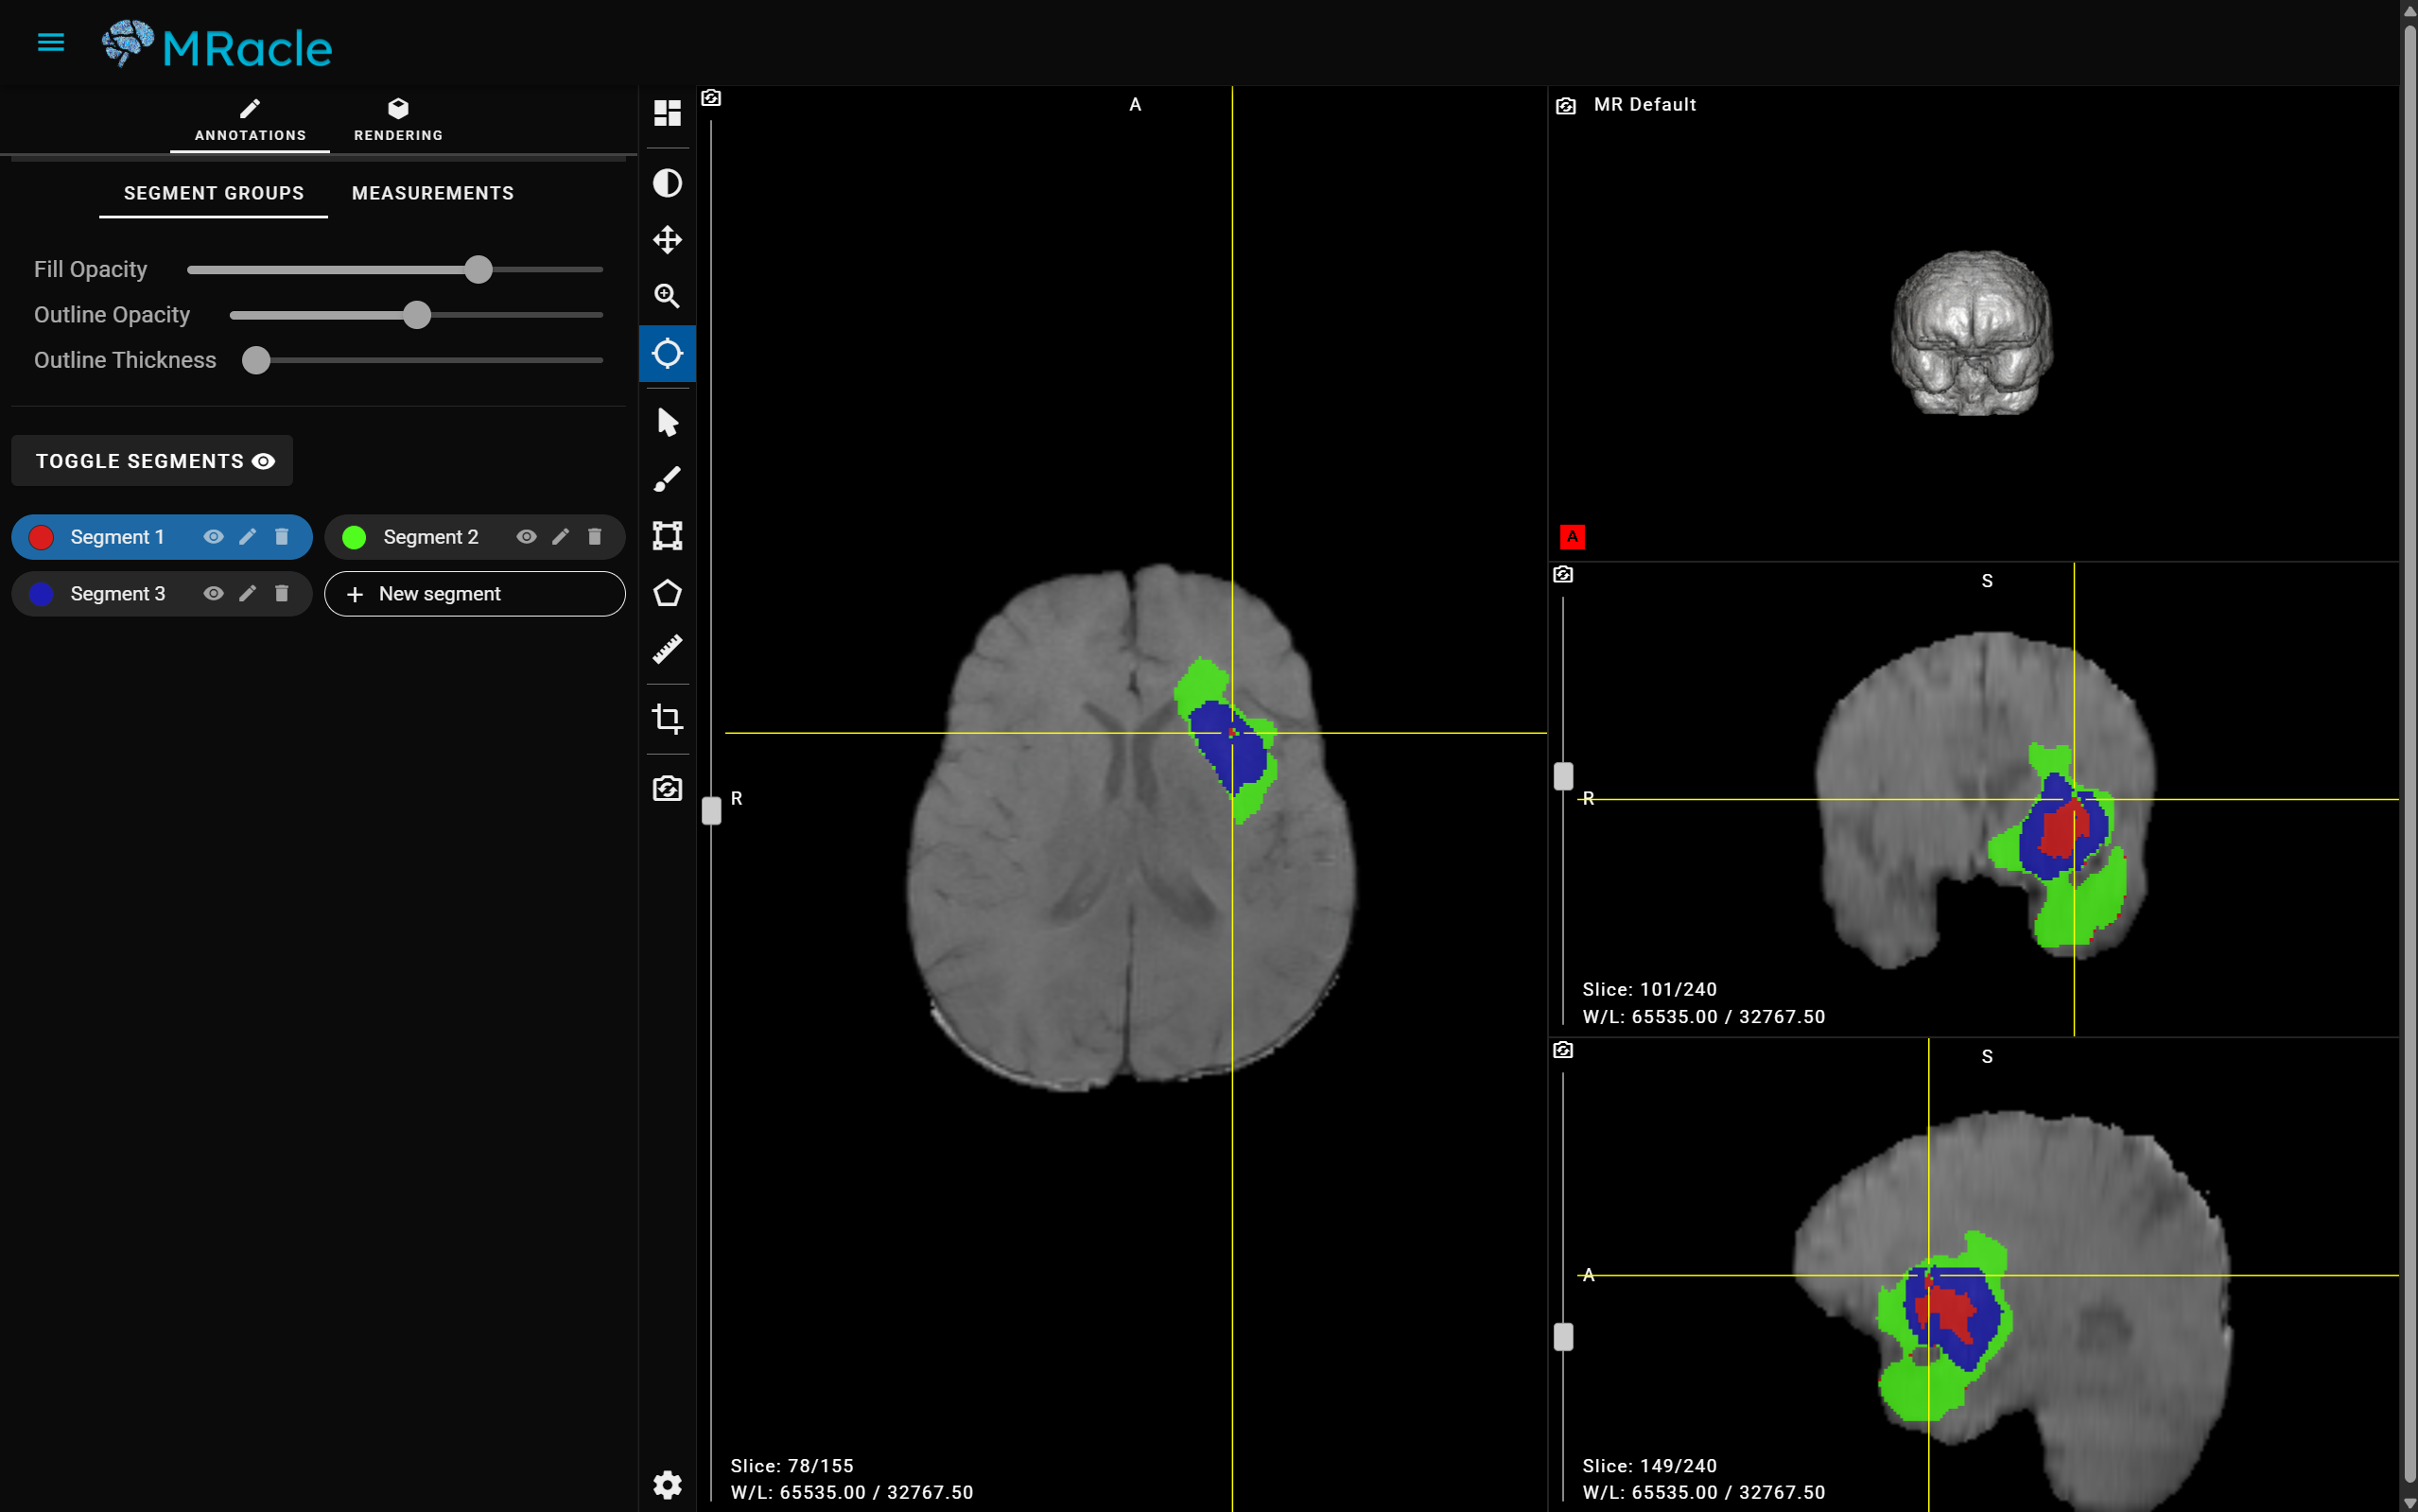 MRacle
ANNOTATIONS
RENDERING
SEGMENT GROUPS
MEASUREMENTS
Fill Opacity
Outline Opacity
Outline Thickness
TOGGLE SEGMENTS
Segment 1
Segment 2
Segment 3
+ New segment
A
R
Slice: 78/155
W/L: 65535.00 / 32767.50
MR Default
A
S
R
Slice: 101/240
W/L: 65535.00 / 32767.50
S
A
Slice: 149/240
W/L: 65535.00 / 32767.50